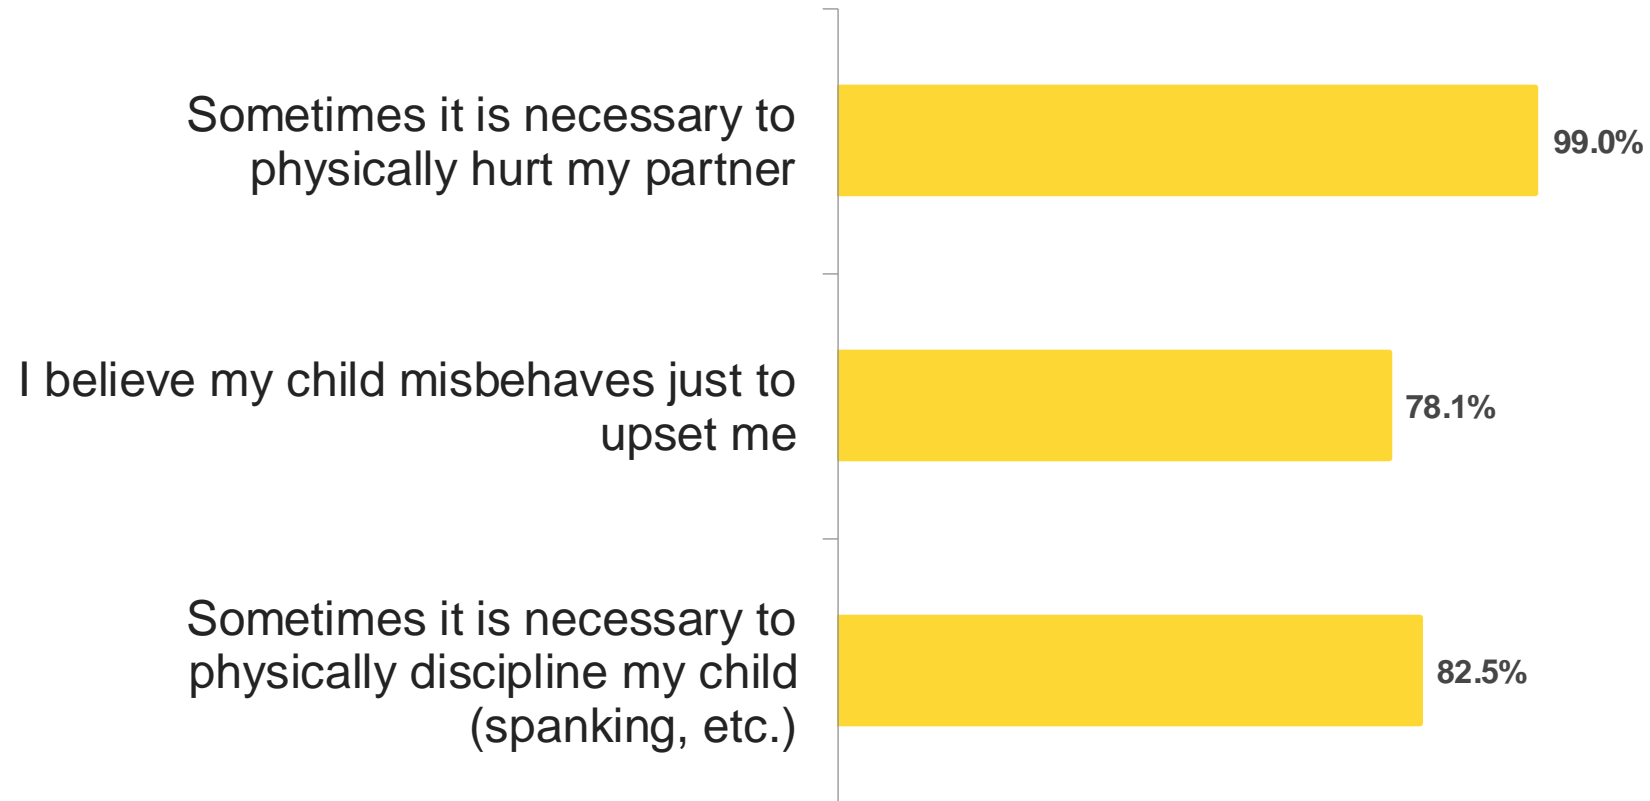 Sometimes it is necessary to
physically hurt my partner
99.0%
I believe my child misbehaves just to
upset me
78.1%
Sometimes it is necessary to
physically discipline my child
(spanking, etc.)
82.5%